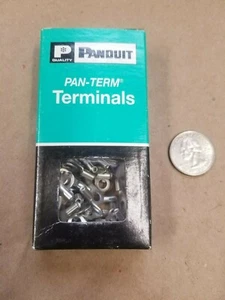 P PANDUIT
QUALITY
PAN-TERM®
Terminals